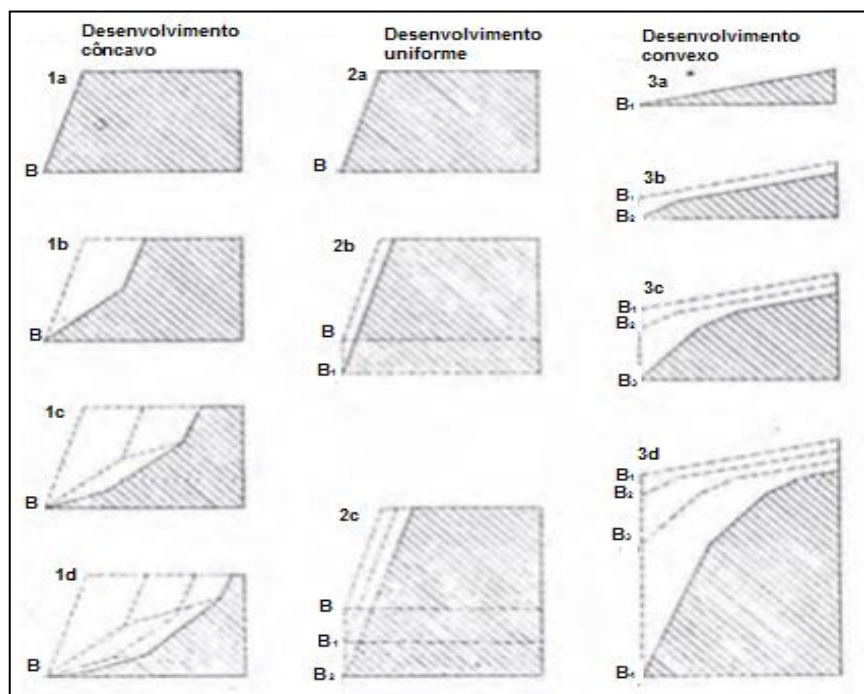 Desenvolvimento
côncavo
1a
B
1b
B
1c
B
1d
B
Desenvolvimento
uniforme
2a
B
2b
B
B1
2c
B
B1
B2
Desenvolvimento
convexo
3a
B1
3b
B1
B2
3c
B1
B2
B3
3d
B1
B2
B3